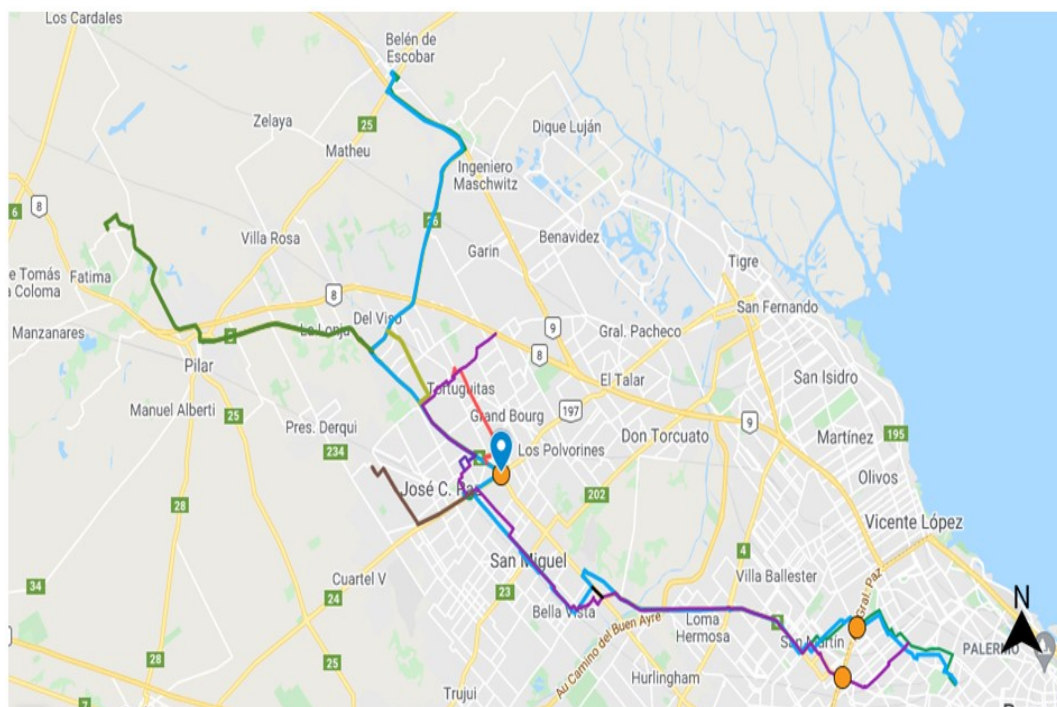 Los Cardales
Belén de
Escobar
Zelaya
25
Dique Luján
Matheu
Ingeniero
Maschwitz
6
8
26
Villa Rosa
Garin
Benavidez
Tigre
e Tomás
a Coloma
Fatima
8
Del Viso
San Fernando
Manzanares
La Lonja
9
Gral. Pacheco
8
Pilar
San Isidro
Tortuguitas
El Talar
Manuel Alberti
25
Grand Bourg
197
Pres. Derqui
Don Torcuato
9
Martínez
195
234
Los Polvorines
Olivos
José C. Paz
28
202
Vicente López
San Miguel
4
34
Cuartel V
23
Villa Ballester
Gral. Paz
24
Bella Vista
Au Camino del Buen Ayre
Loma
Hermosa
N
San Martín
PALERMO
28
25
Hurlingham
Trujui
7